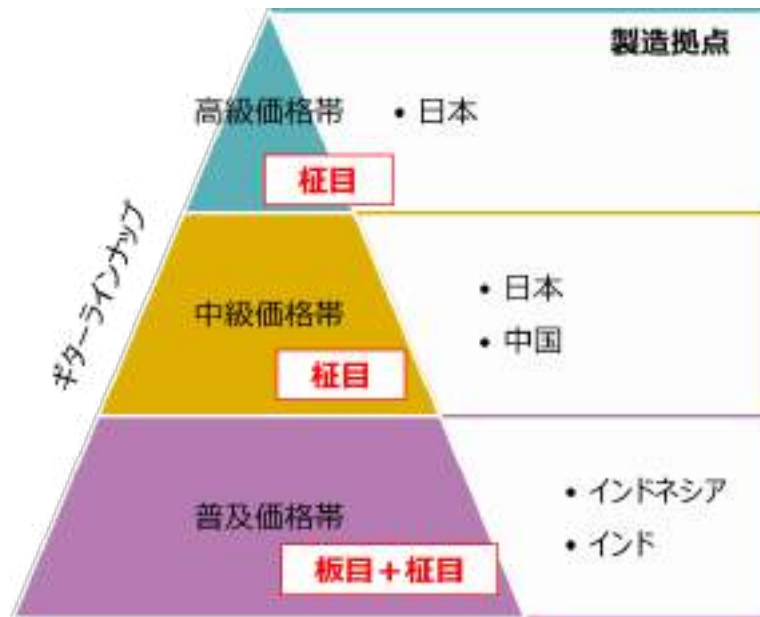 製造拠点
高級価格帯
• 日本
柾目
ギターラインナップ
中級価格帯
• 日本
• 中国
柾目
普及価格帯
• インドネシア
• インド
板目＋柾目